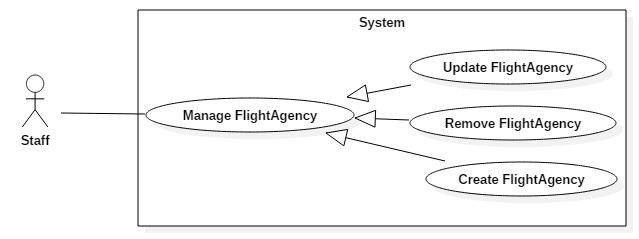 System
Update FlightAgency
Manage FlightAgency
Remove FlightAgency
Staff
Create FlightAgency